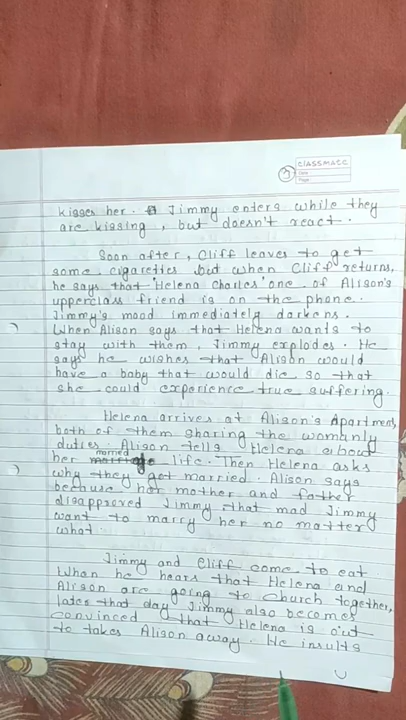 classmate
Date
Page
3
kisses her. Jimmy enters while they
are kissing, but doesn't react.
Soon after, Cliff leaves to get
some cigarettes but when Cliff returns,
he says that 'Helena Charles' one of Alison's
upperclass friend is on the phone.
Jimmy's mood immediately darkens.
When Alison says that Helena wants to
stay with them, Jimmy explodes. He
says he wishes that Alison would
have a baby that would die so that
she could experience true suffering.
Helena arrives at Alison's Apartment,
both of them sharing the womanly
duties. Alison tells Helena about
her married life. Then Helena asks
why they get married. Alison says
because her mother and father
disapproved Jimmy that mad Jimmy
want to marry her no matter
what.
Jimmy and Cliff come to eat
When he hears that Helena and
Alison are going to church together,
later that day Jimmy also becomes
convinced that Helena is out
to takes Alison away. He insults